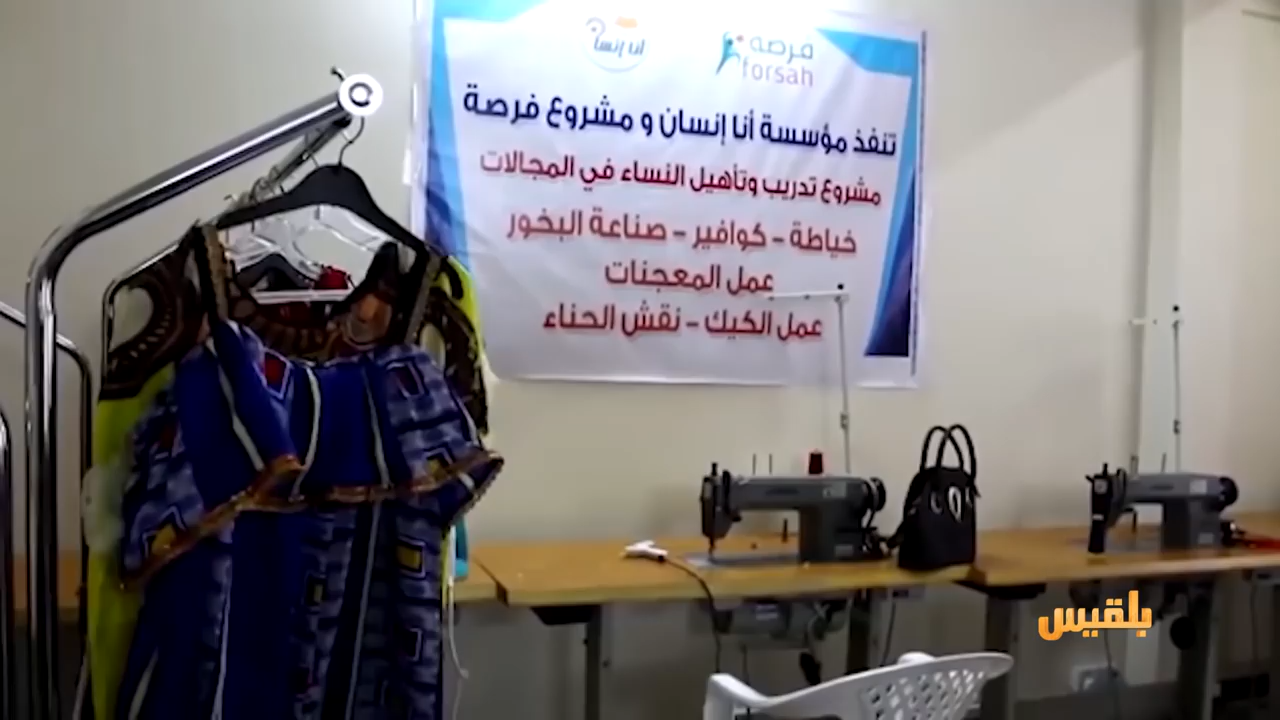 أنا إنسان
فرصة
forsah
تنفذ مؤسسة أنا إنسان و مشروع فرصة
مشروع تدريب وتأهيل النساء في المجالات
خياطة - كوافير - صناعة البخور
عمل المعجنات
عمل الكيك - نقش الحناء
بلقيس